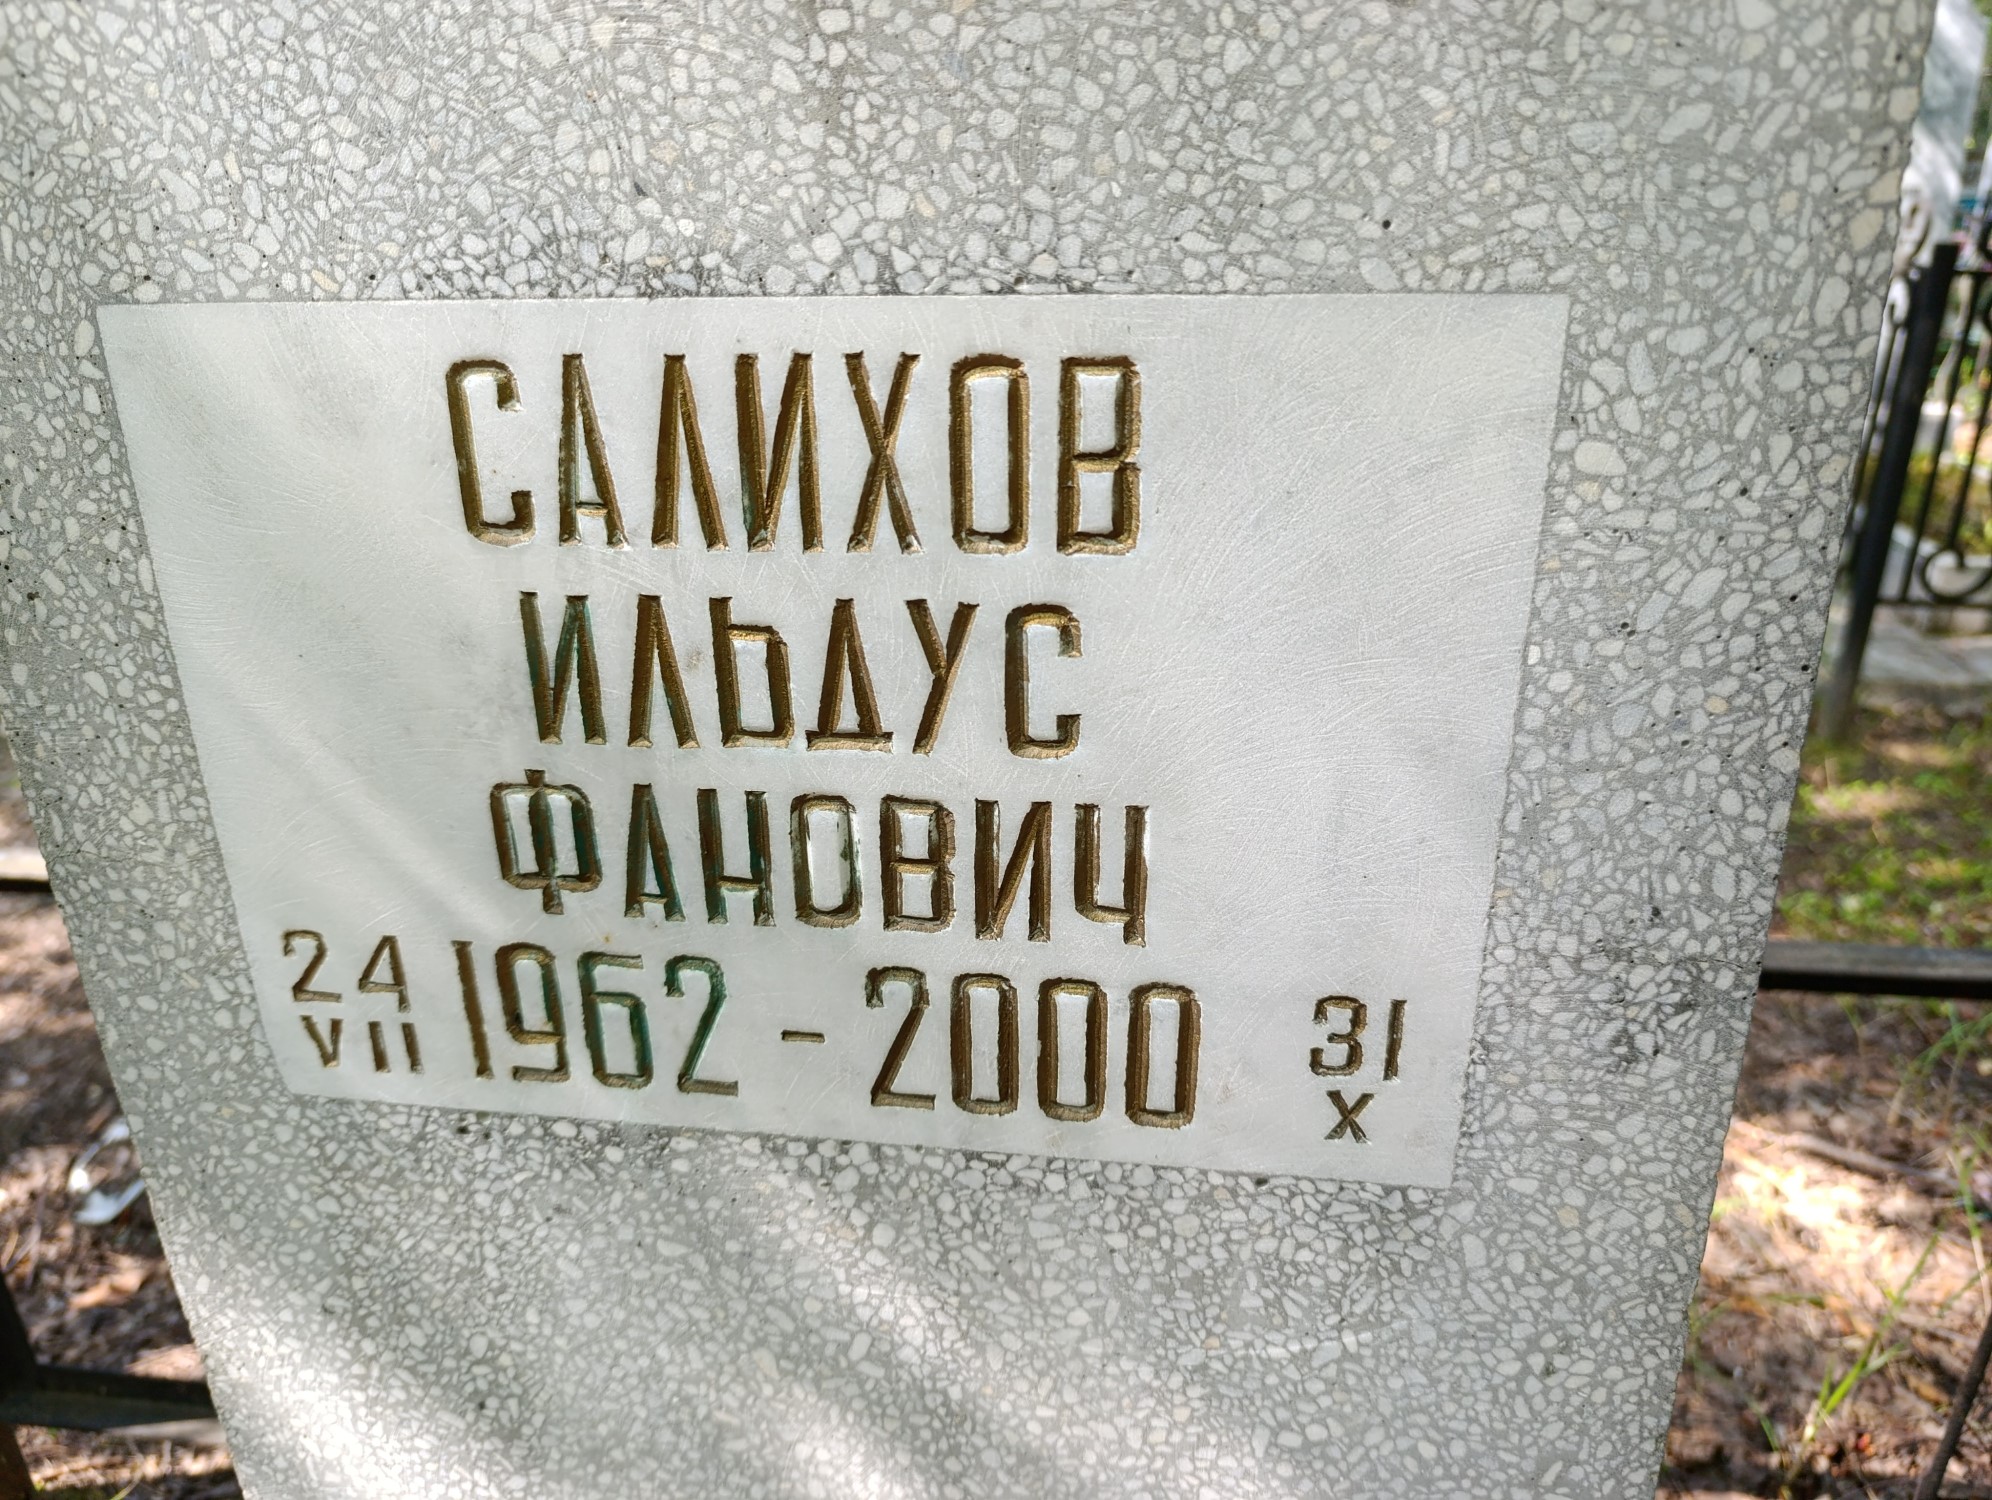 САЛИХОВ
ИЛЬДУС
ФАНОВИЧ
24 1962 - 2000 31
VII X